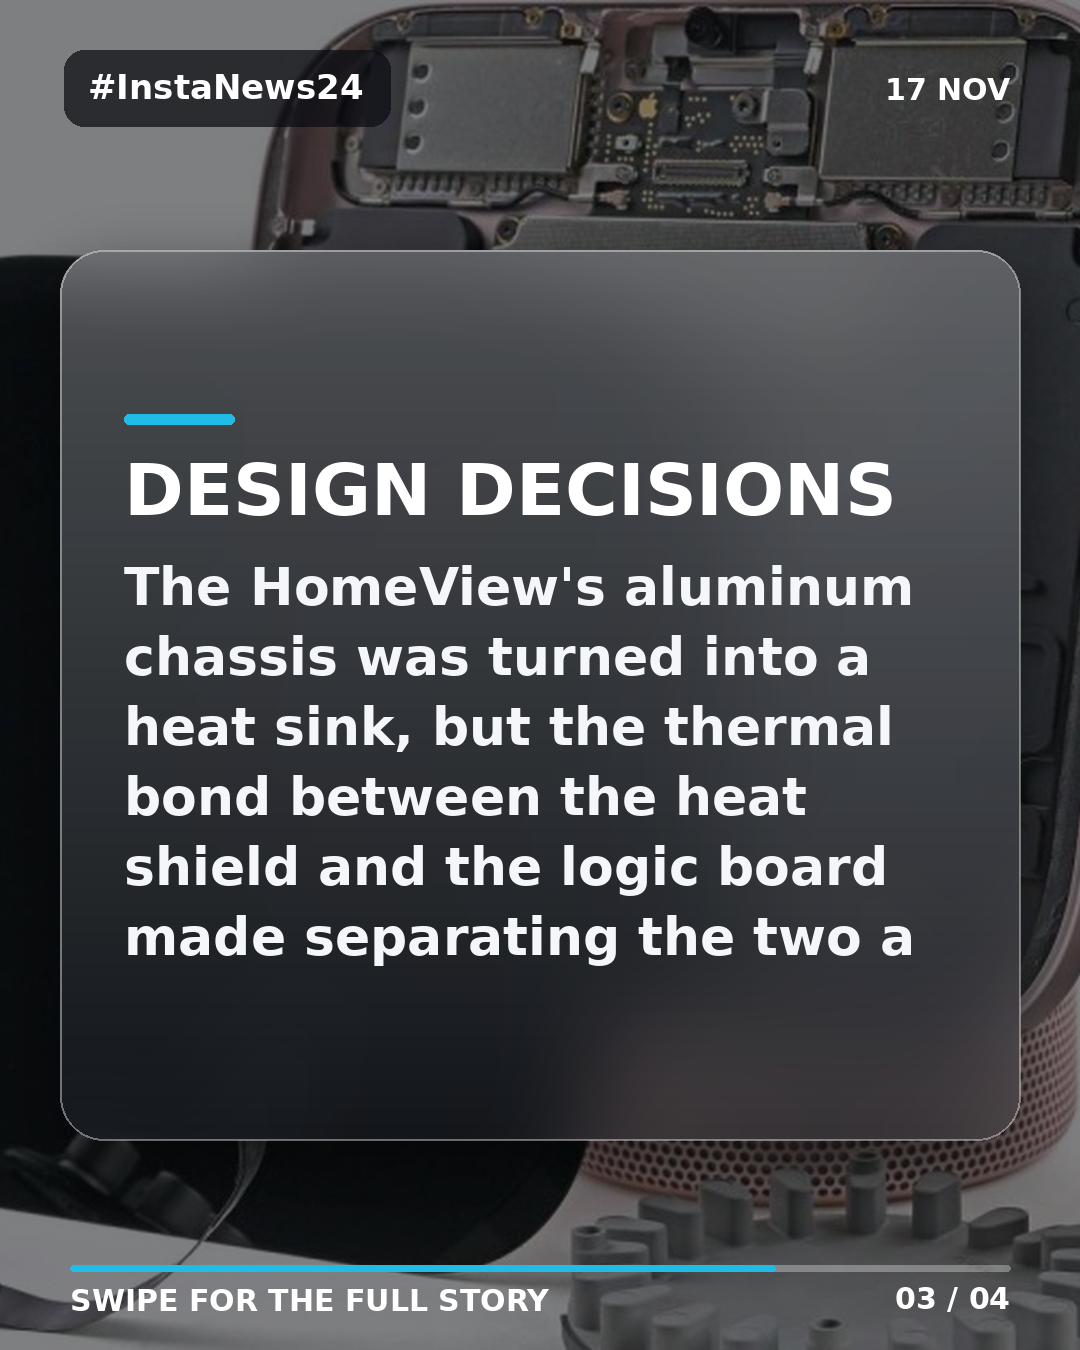 #InstaNews24
17 NOV
DESIGN DECISIONS
The HomeView's aluminum
chassis was turned into a
heat sink, but the thermal
bond between the heat
shield and the logic board
made separating the two a
SWIPE FOR THE FULL STORY
03 / 04